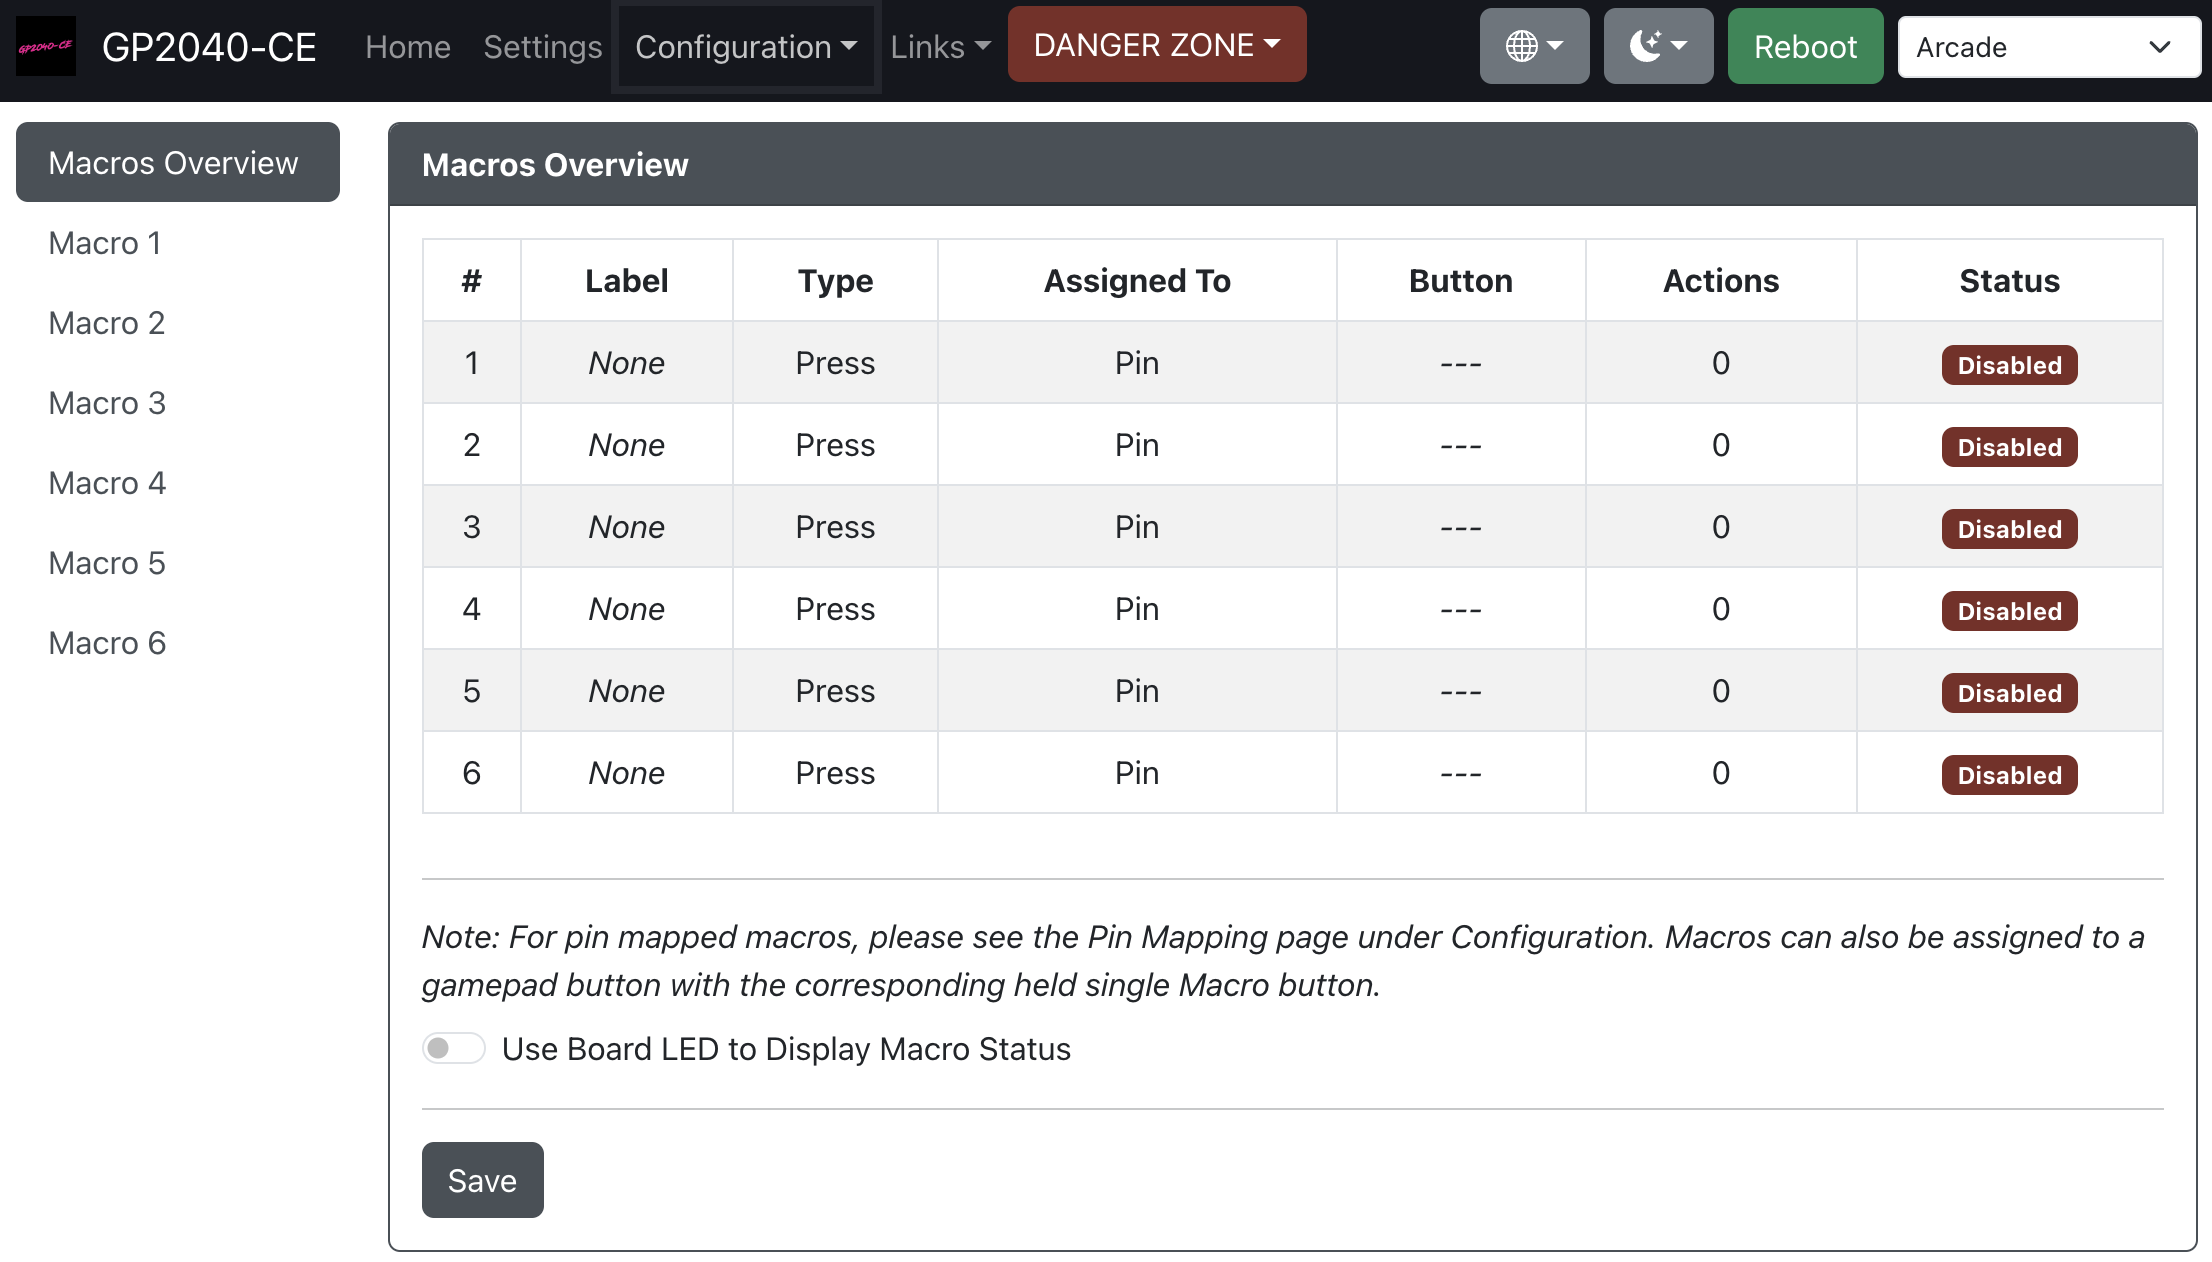 GP2040-CE GP2040-CE Home Settings Configuration Links DANGER ZONE Reboot Arcade
Macros Overview
Macro 1
Macro 2
Macro 3
Macro 4
Macro 5
Macro 6
Macros Overview
# Label Type Assigned To Button Actions Status
1 None Press Pin --- 0 Disabled
2 None Press Pin --- 0 Disabled
3 None Press Pin --- 0 Disabled
4 None Press Pin --- 0 Disabled
5 None Press Pin --- 0 Disabled
6 None Press Pin --- 0 Disabled
Note: For pin mapped macros, please see the Pin Mapping page under Configuration. Macros can also be assigned to a
gamepad button with the corresponding held single Macro button.
Use Board LED to Display Macro Status
Save